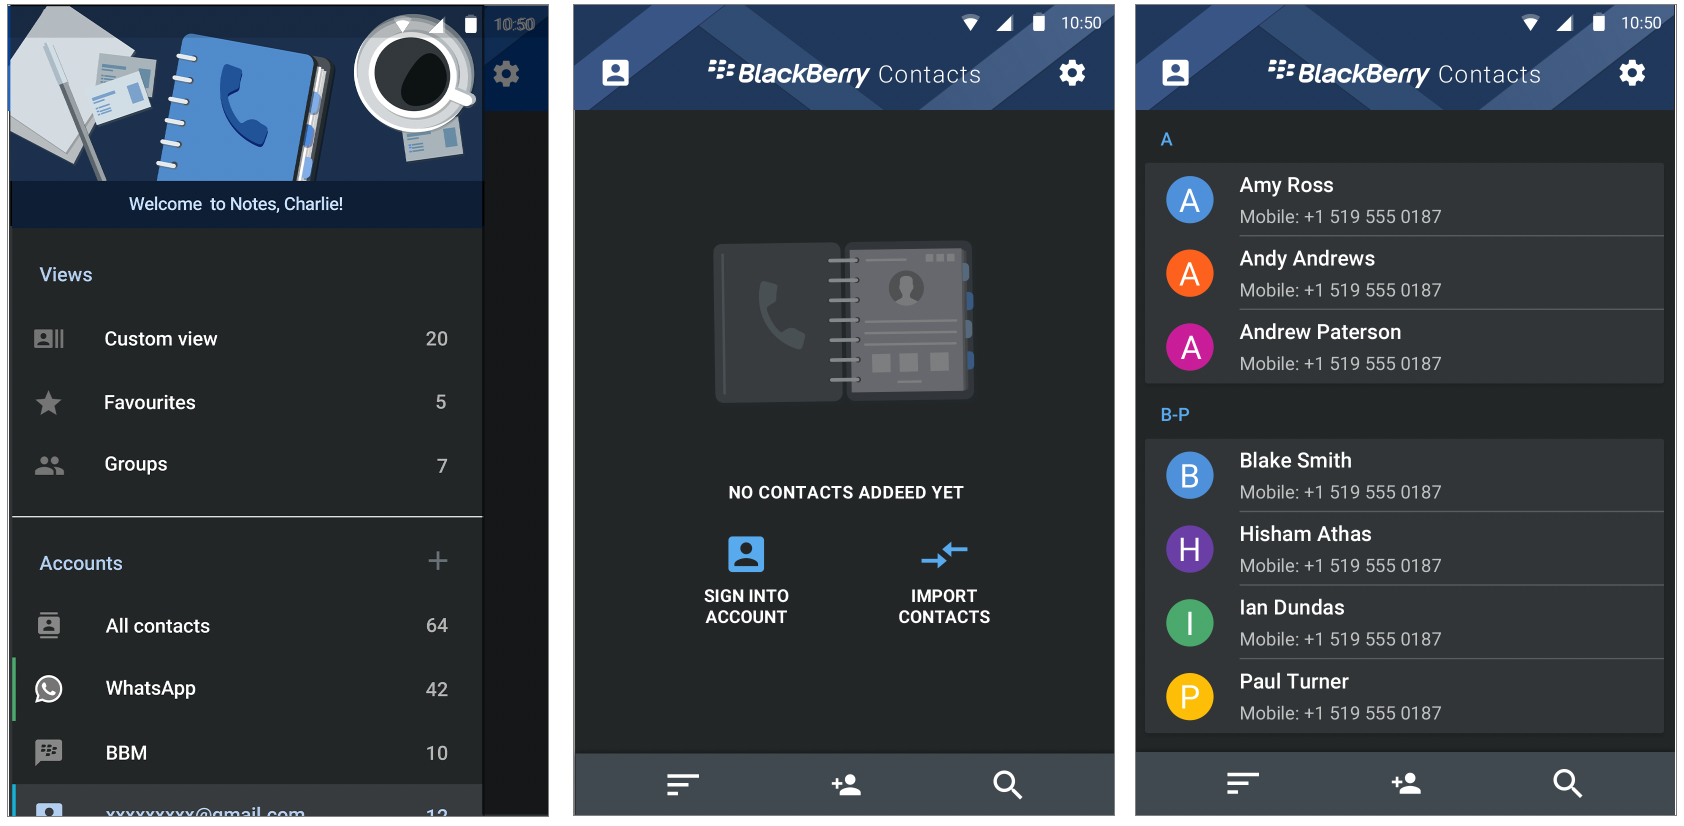 10:50
Welcome to Notes, Charlie!
Views
Custom view 20
Favourites 5
Groups 7
Accounts +
All contacts 64
WhatsApp 42
BBM 10
xxxxxxxxx@gmail.com 12
10:50
BlackBerry Contacts
NO CONTACTS ADDEED YET
SIGN INTO
ACCOUNT
IMPORT
CONTACTS
10:50
BlackBerry Contacts
A
A
Amy Ross
Mobile: +1 519 555 0187
A
Andy Andrews
Mobile: +1 519 555 0187
A
Andrew Paterson
Mobile: +1 519 555 0187
B-P
B
Blake Smith
Mobile: +1 519 555 0187
H
Hisham Athas
Mobile: +1 519 555 0187
I
Ian Dundas
Mobile: +1 519 555 0187
P
Paul Turner
Mobile: +1 519 555 0187